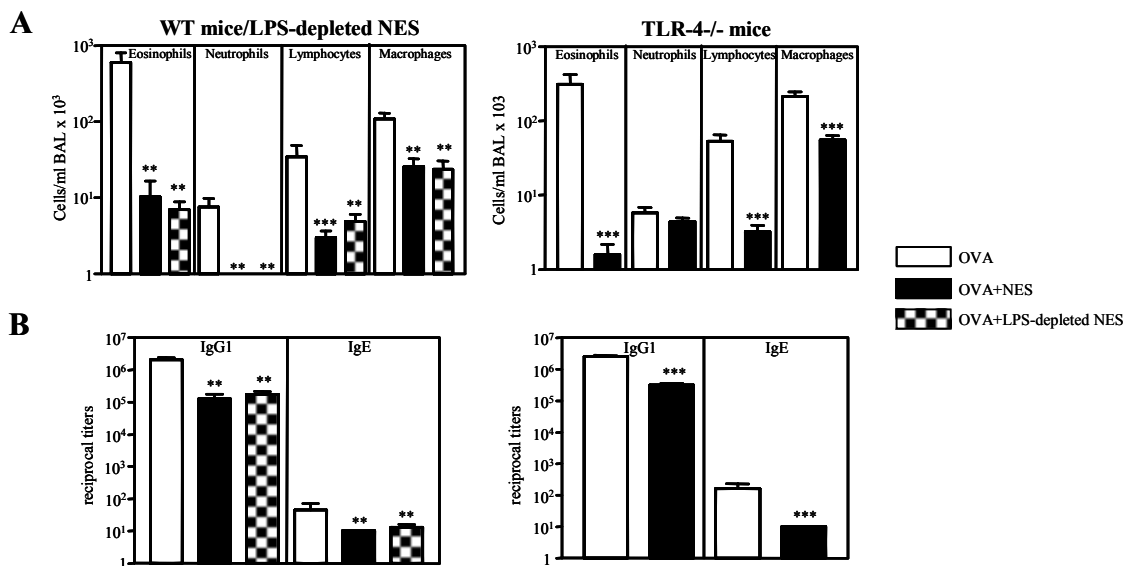 A
WT mice/LPS-depleted NES
TLR-4-/- mice
Cells/ml BAL x 10³
10³
10²
10¹
1
Eosinophils Neutrophils Lymphocytes Macrophages
** ** ** ** *** ** ** **
Cells/ml BAL x 103
10³
10²
10¹
1
Eosinophils Neutrophils Lymphocytes Macrophages
*** *** ***
OVA
OVA+NES
OVA+LPS-depleted NES
B
reciprocal titers
10⁷
10⁶
10⁵
10⁴
10³
10²
10¹
1
IgG1 IgE
** ** ** **
reciprocal titers
10⁷
10⁶
10⁵
10⁴
10³
10²
10¹
1
IgG1 IgE
*** ***